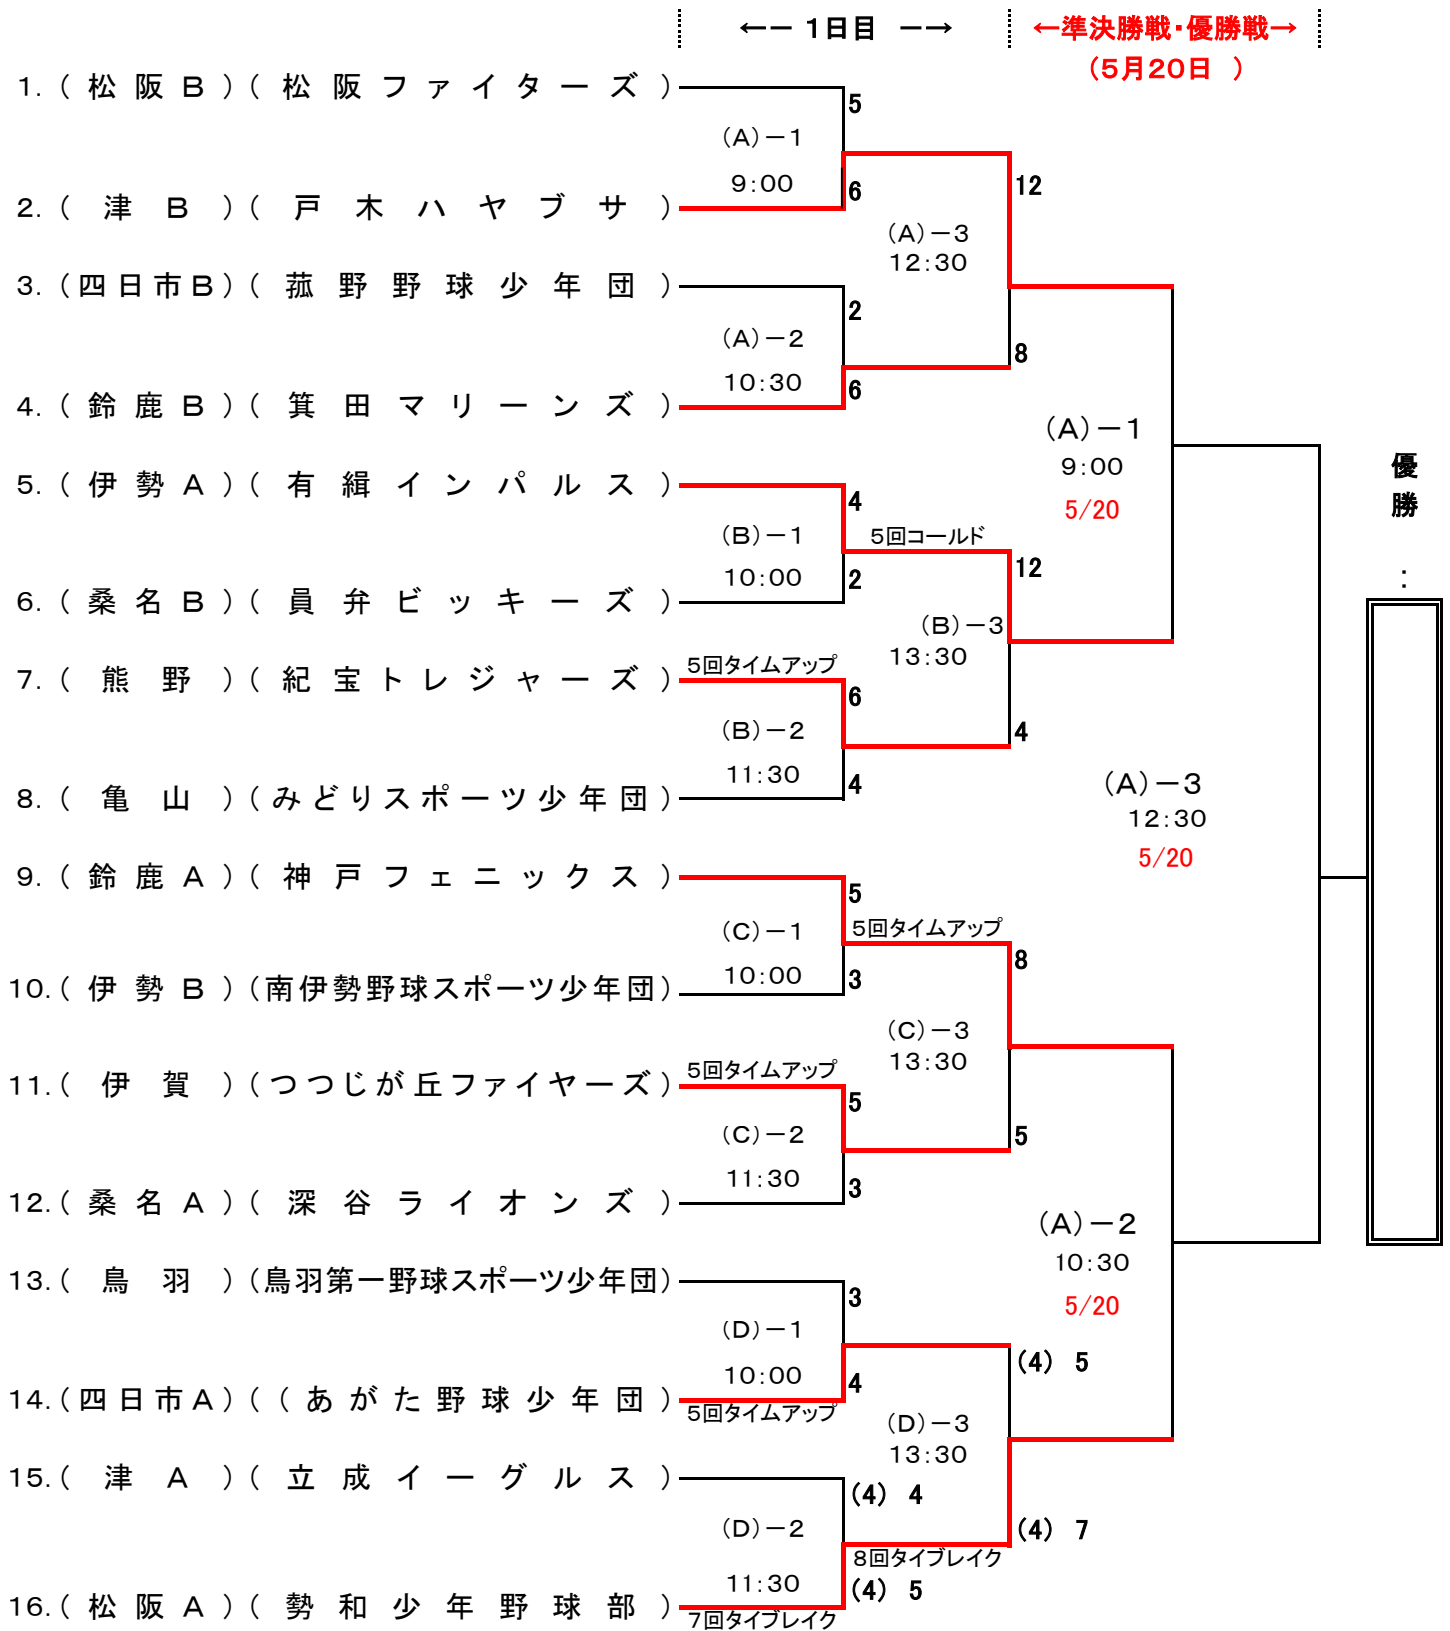 ←－ 1日目 －→
←準決勝戦・優勝戦→
（5月20日 ）
1.（松阪B）（松阪ファイターズ）
5
(A)－1
9:00
6
12
2.（津B）（戸木ハヤブサ）
(A)－3
12:30
3.（四日市B）（菰野野球少年団）
2
(A)－2
8
10:30
6
4.（鈴鹿B）（箕田マリーンズ）
(A)－1
9:00
5/20
優勝
：
5.（伊勢A）（有緝インパルス）
4
(B)－1
5回コールド
10:00
2
12
6.（桑名B）（員弁ビッキーズ）
(B)－3
13:30
7.（熊野）（紀宝トレジャーズ）
5回タイムアップ
6
(B)－2
4
11:30
4
8.（亀山）（みどりスポーツ少年団）
(A)－3
12:30
5/20
9.（鈴鹿A）（神戸フェニックス）
5
(C)－1
5回タイムアップ
8
10:00
3
10.（伊勢B）（南伊勢野球スポーツ少年団）
(C)－3
13:30
11.（伊賀）（つつじが丘ファイヤーズ）
5回タイムアップ
5
(C)－2
5
11:30
3
12.（桑名A）（深谷ライオンズ）
(A)－2
10:30
5/20
13.（鳥羽）（鳥羽第一野球スポーツ少年団）
3
(D)－1
(4) 5
10:00
4
14.（四日市A）（（あがた野球少年団）
5回タイムアップ
(D)－3
13:30
15.（津A）（立成イーグルス）
(4) 4
(D)－2
(4) 7
8回タイブレイク
11:30
(4) 5
16.（松阪A）（勢和少年野球部）
7回タイブレイク